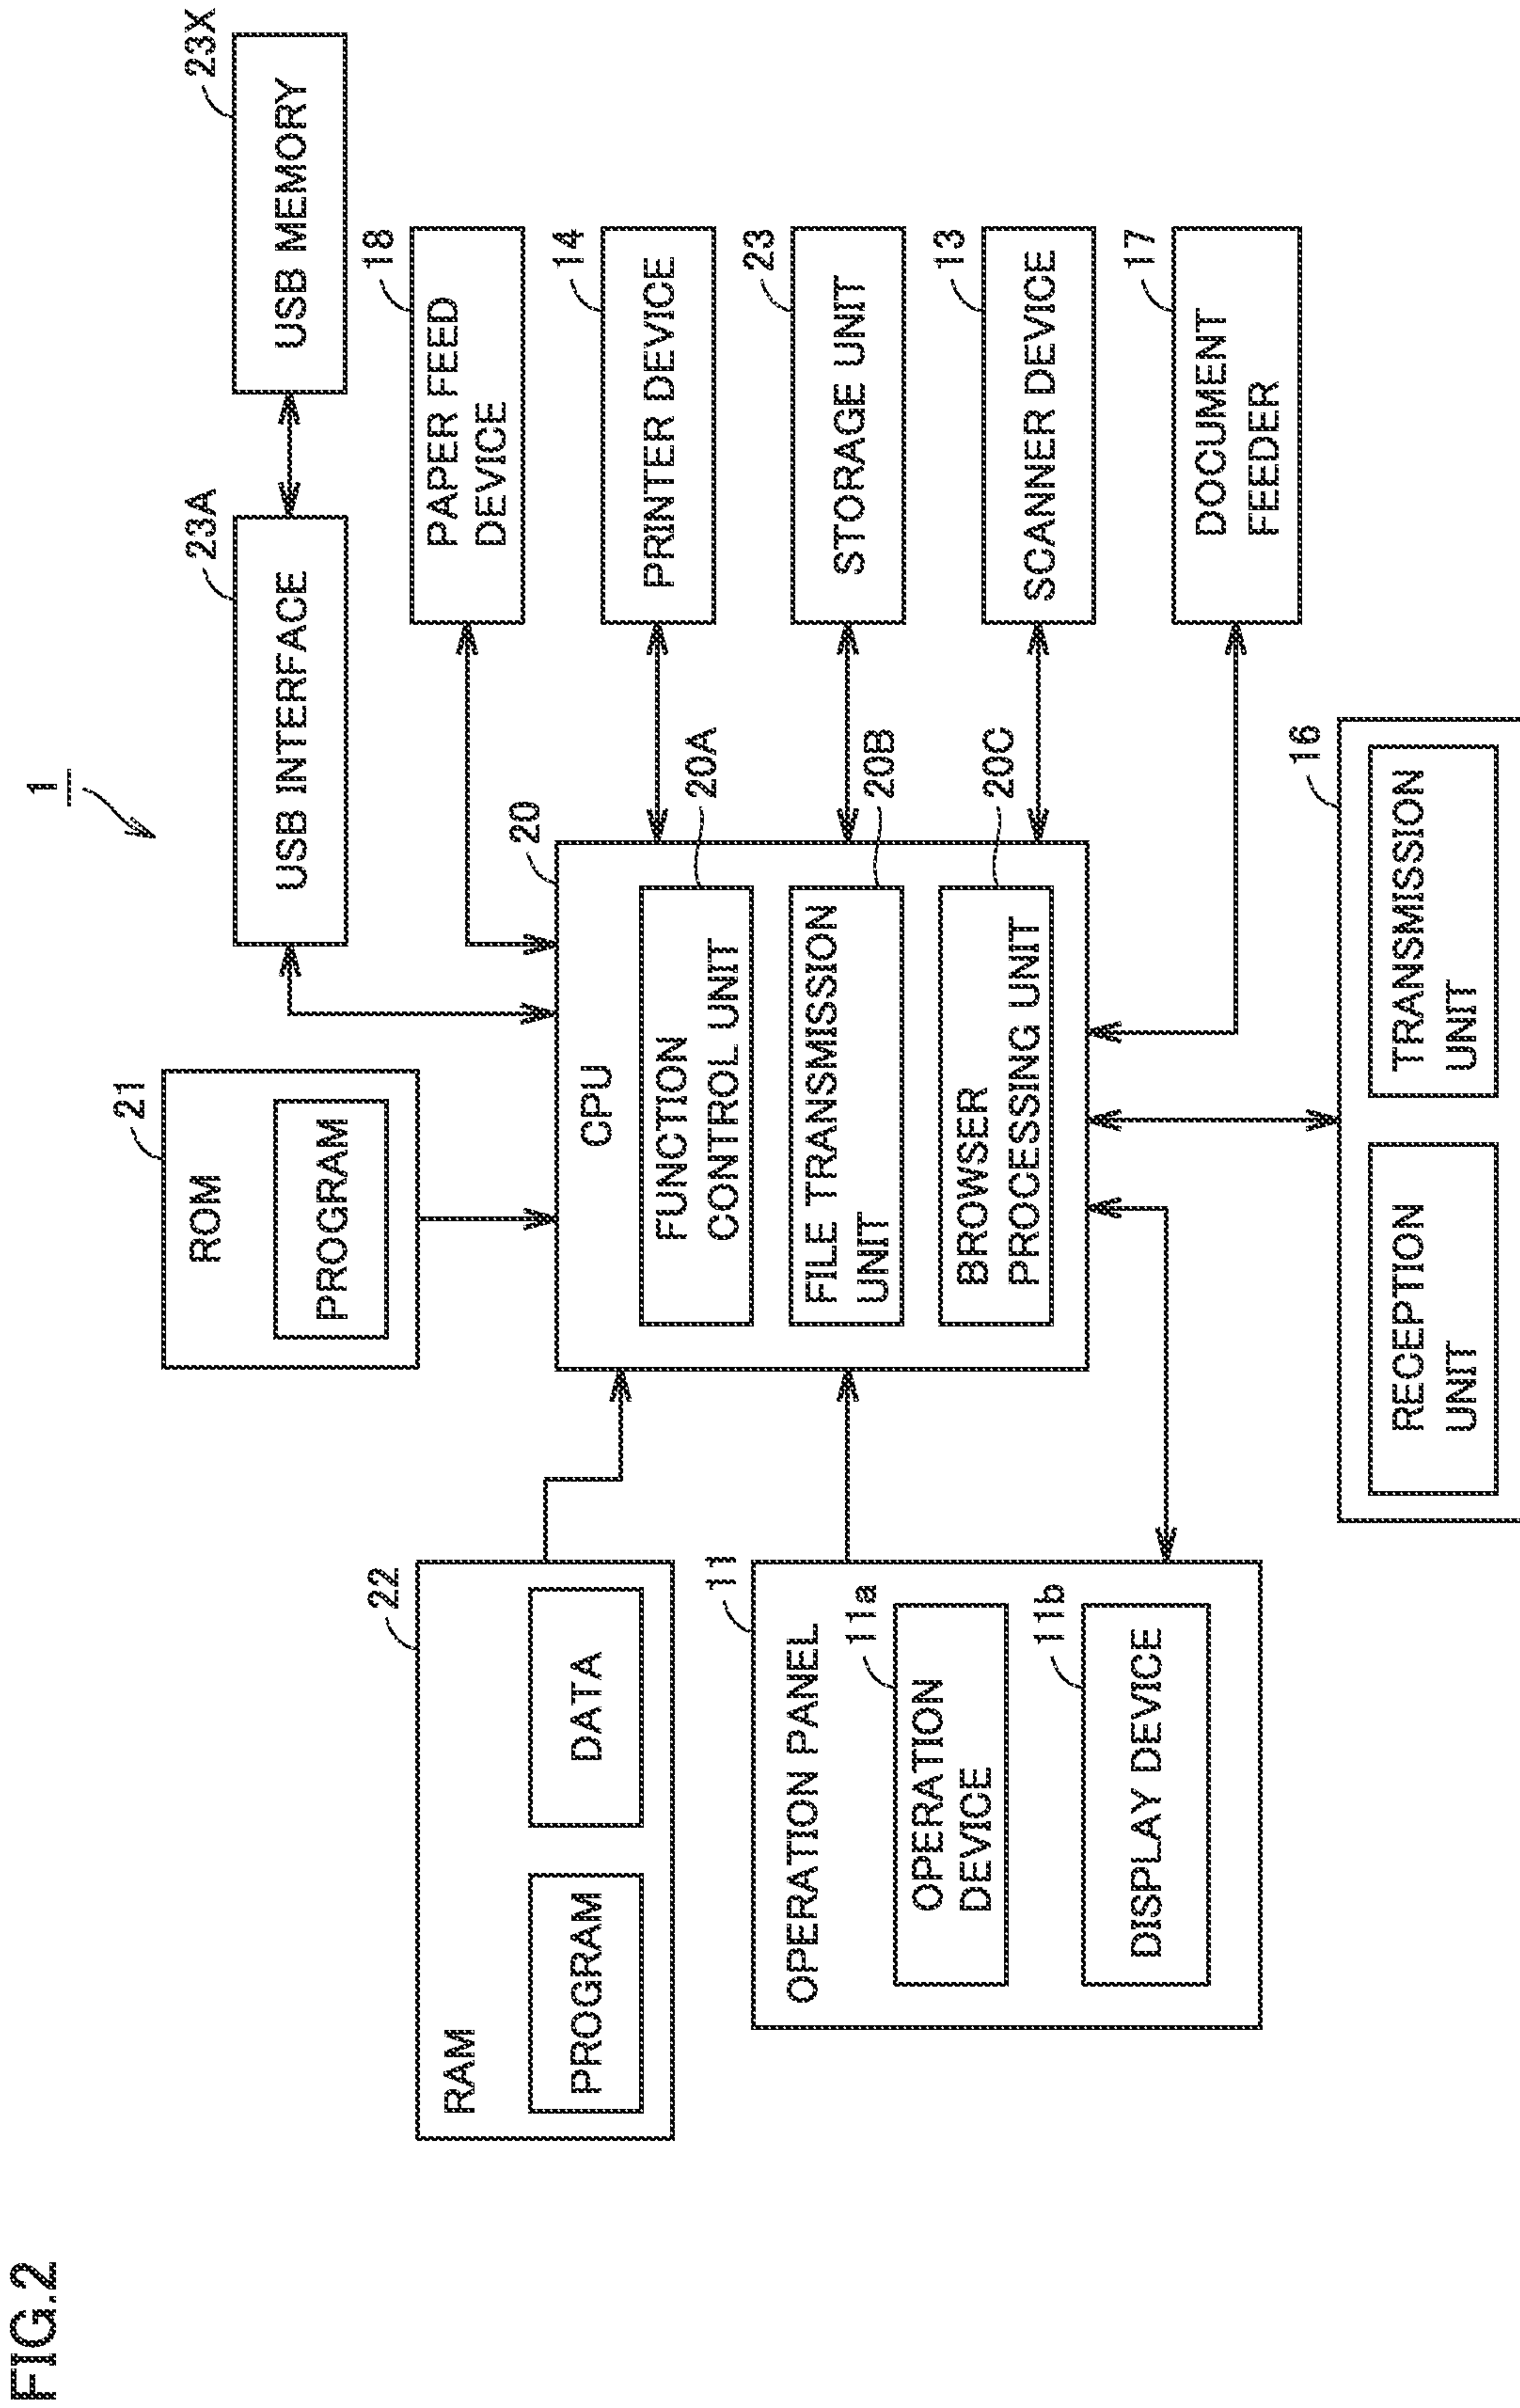 FIG.2
1
22
RAM
PROGRAM
DATA
21
ROM
PROGRAM
23A
USB INTERFACE
23X
USB MEMORY
18
PAPER FEED
DEVICE
14
PRINTER DEVICE
23
STORAGE UNIT
13
SCANNER DEVICE
17
DOCUMENT
FEEDER
20
CPU
20A
FUNCTION
CONTROL UNIT
20B
FILE TRANSMISSION
UNIT
20C
BROWSER
PROCESSING UNIT
11
OPERATION PANEL
11a
OPERATION
DEVICE
11b
DISPLAY DEVICE
16
RECEPTION
UNIT
TRANSMISSION
UNIT